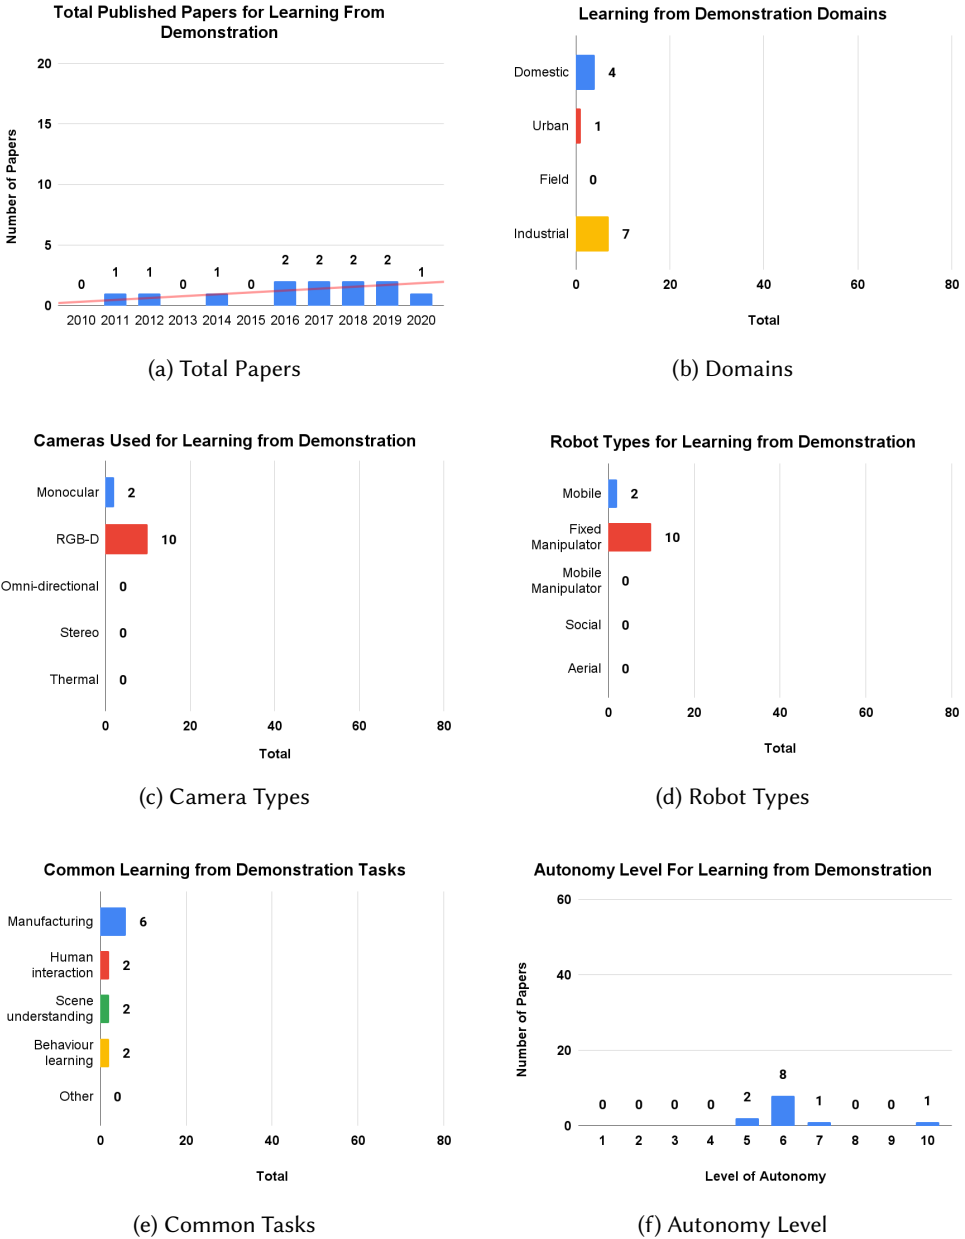 Total Published Papers for Learning From
Demonstration
20
15
10
5
0
Number of Papers
0
1
1
0
1
0
2
2
2
2
1
2010 2011 2012 2013 2014 2015 2016 2017 2018 2019 2020
(a) Total Papers
Learning from Demonstration Domains
Domestic 4
Urban 1
Field 0
Industrial 7
0 20 40 60 80
Total
(b) Domains
Cameras Used for Learning from Demonstration
Monocular 2
RGB-D 10
Omni-directional 0
Stereo 0
Thermal 0
0 20 40 60 80
Total
(c) Camera Types
Robot Types for Learning from Demonstration
Mobile 2
Fixed
Manipulator 10
Mobile
Manipulator 0
Social 0
Aerial 0
0 20 40 60 80
Total
(d) Robot Types
Common Learning from Demonstration Tasks
Manufacturing 6
Human
interaction 2
Scene
understanding 2
Behaviour
learning 2
Other 0
0 20 40 60 80
Total
(e) Common Tasks
Autonomy Level For Learning from Demonstration
60
40
20
0
Number of Papers
0 0 0 0 2 8 1 0 0 1
1 2 3 4 5 6 7 8 9 10
Level of Autonomy
(f) Autonomy Level